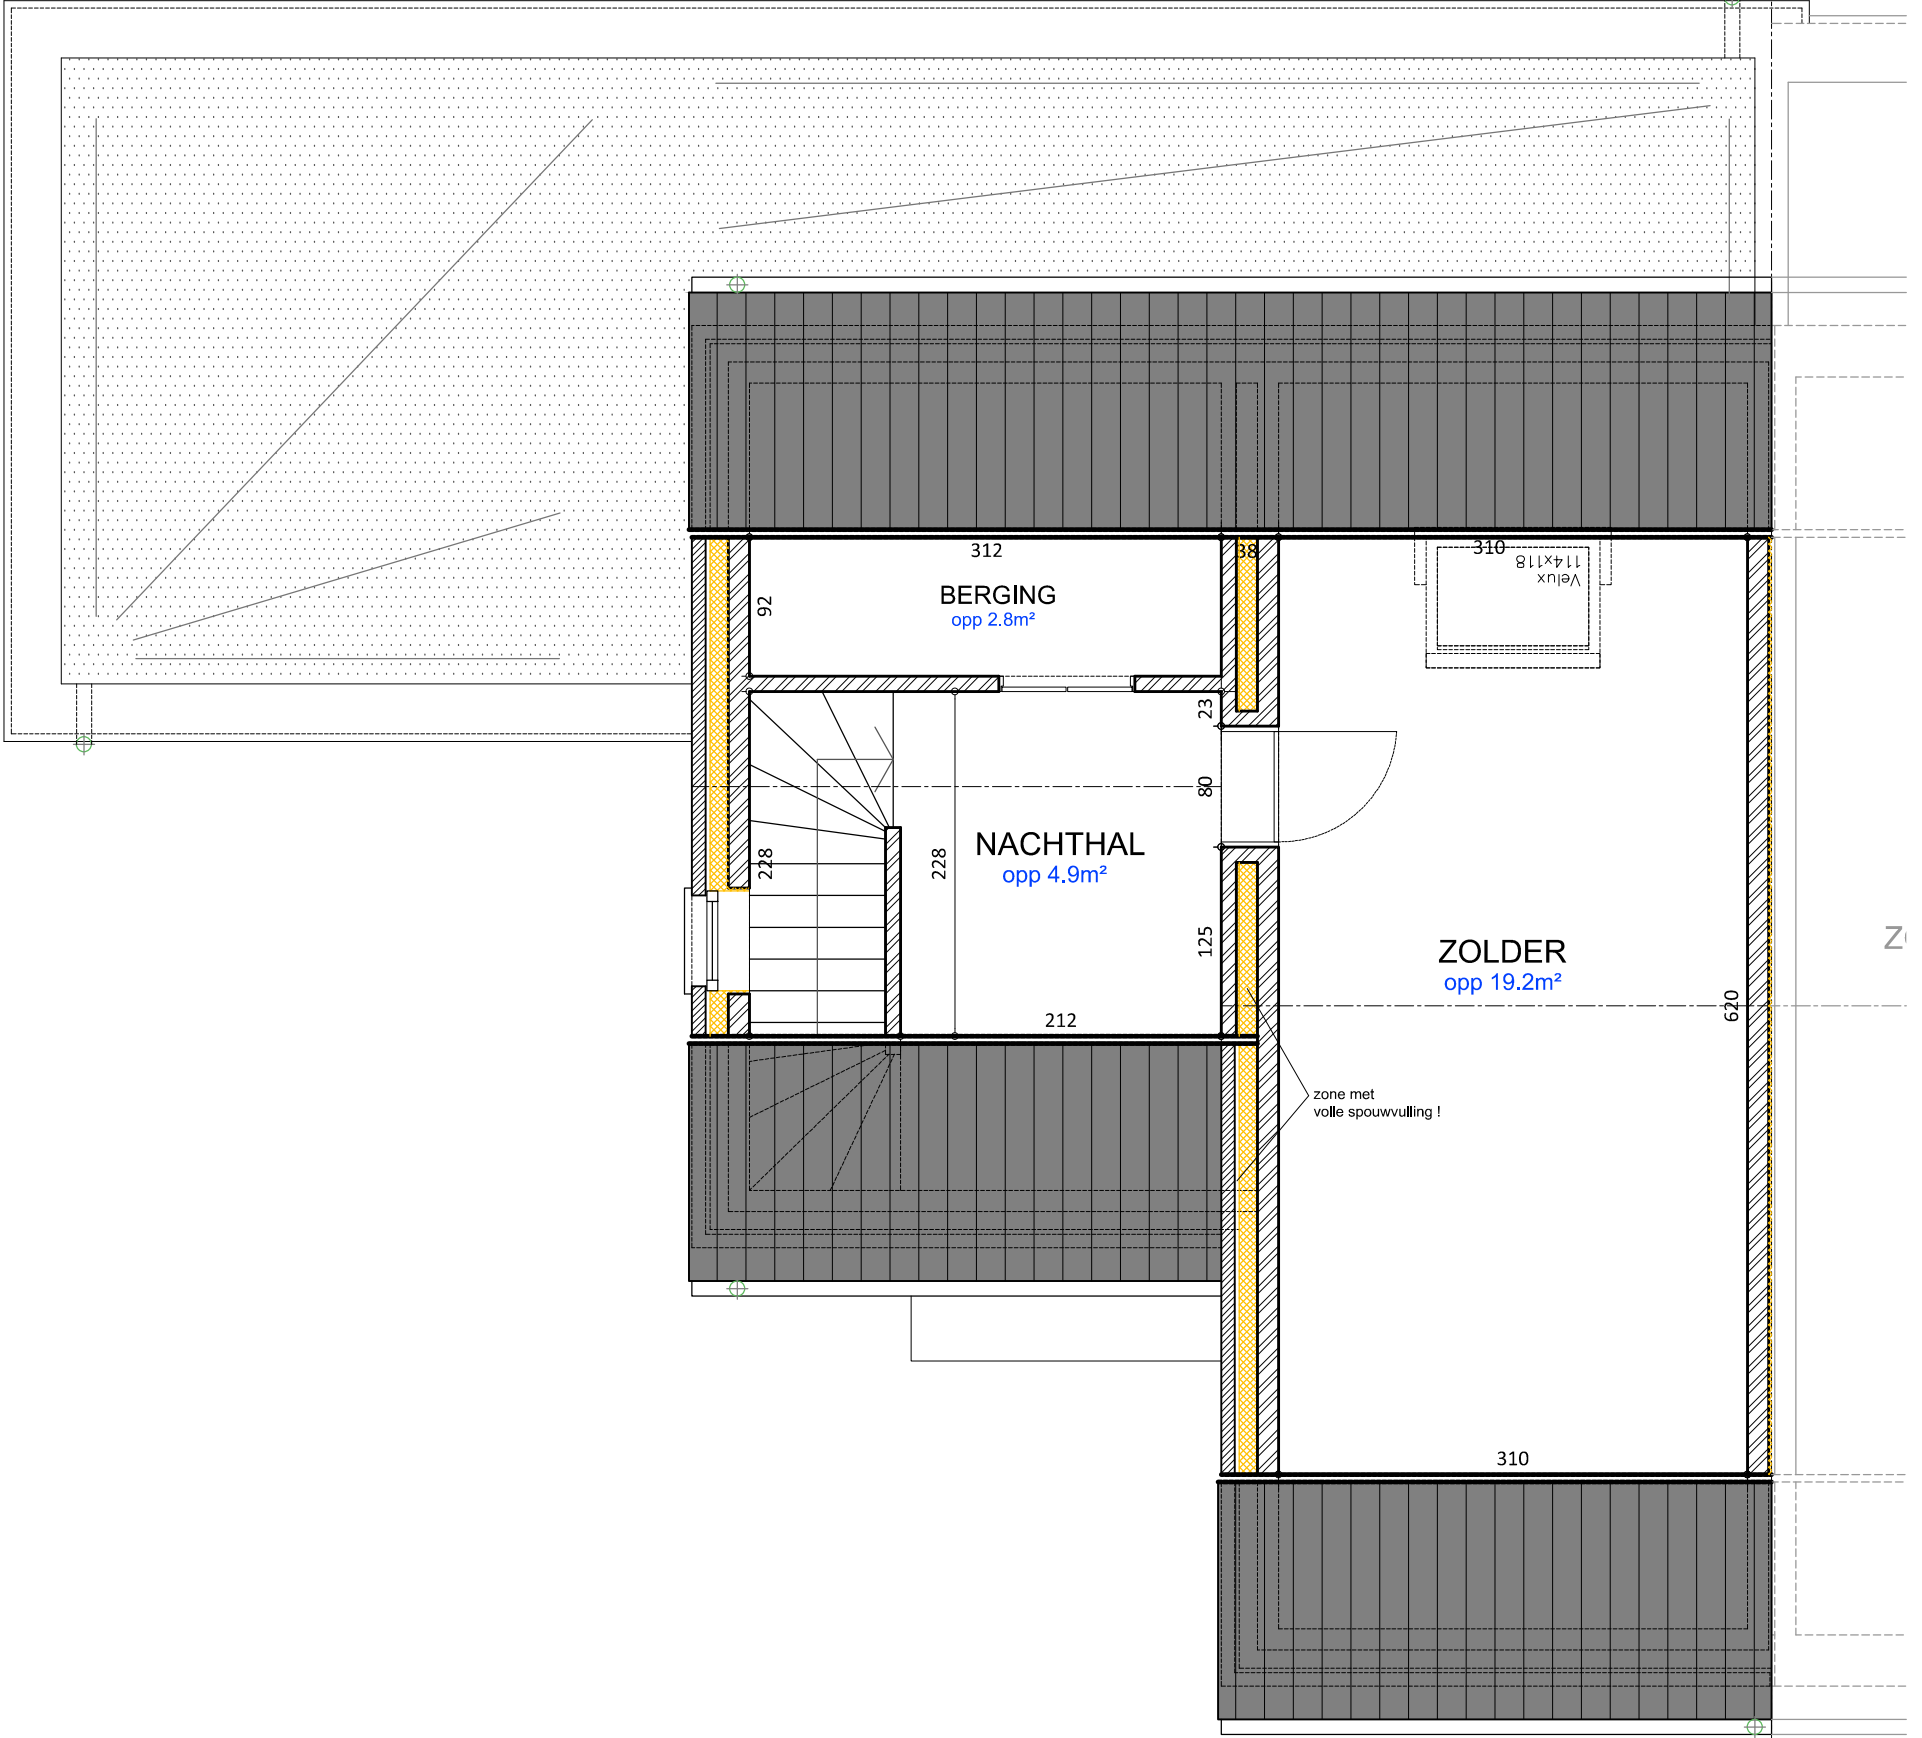 312
38
310
Velux
114x118
BERGING
opp 2.8m²
92
23
80
228
228
NACHTHAL
opp 4.9m²
125
212
ZOLDER
opp 19.2m²
620
zone met
volle spouwvulling !
310